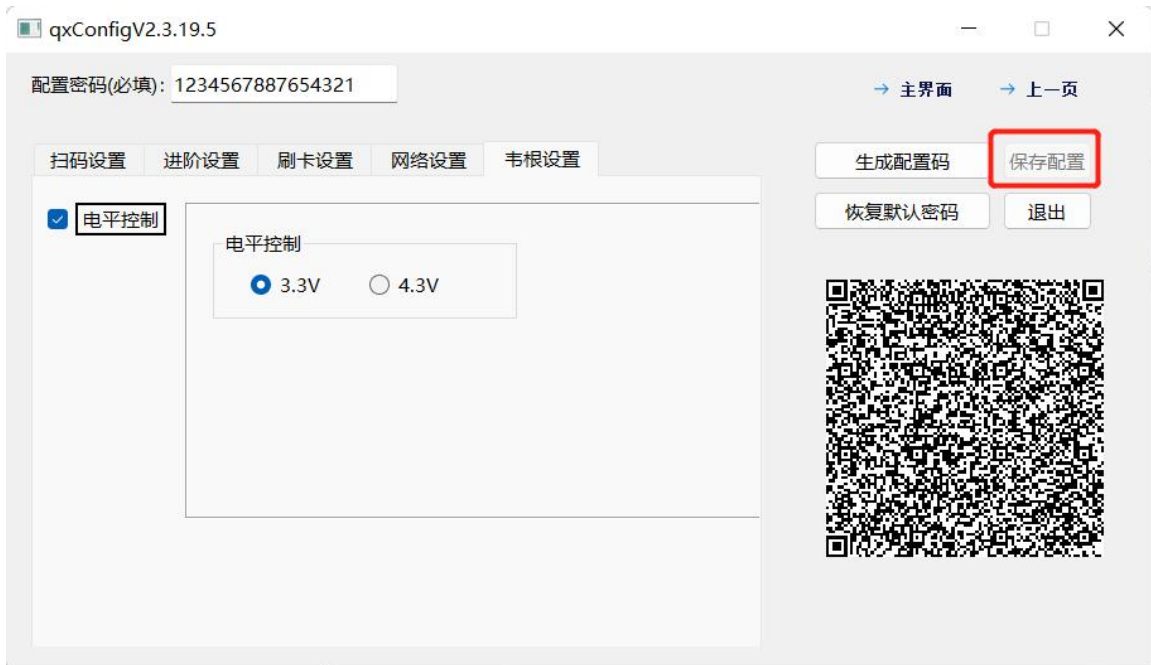 qxConfigV2.3.19.5
配置密码(必填): 1234567887654321
→ 主界面 → 上一页
扫码设置 进阶设置 刷卡设置 网络设置 韦根设置
生成配置码 保存配置
恢复默认密码 退出
电平控制
电平控制
3.3V 4.3V